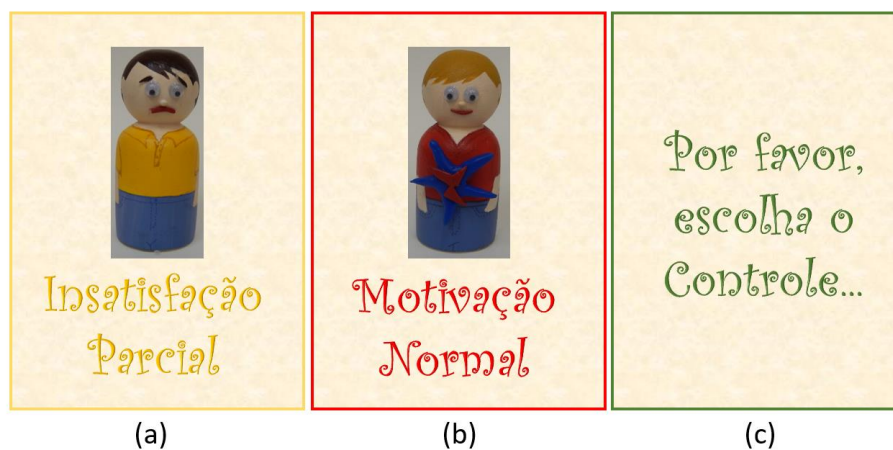 Insatisfação
Parcial
Motivação
Normal
Por favor,
escolha o
Controle...
(a)
(b)
(c)